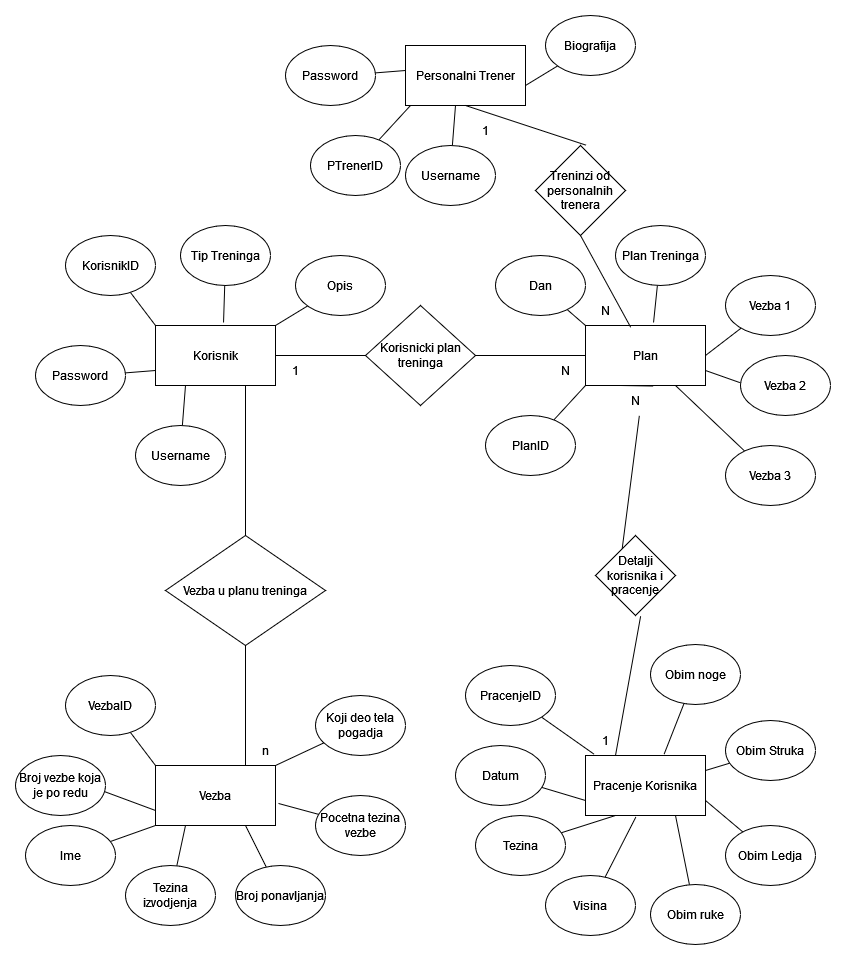 Biografija
Password
Personalni Trener
1
PTrenerID
Username
Treninzi od
personalnih
trenera
KorisnikID
Tip Treninga
Opis
Dan
Plan Treninga
N
Vezba 1
Korisnik
Korisnicki plan
treninga
Plan
Password
1
N
Vezba 2
N
Username
PlanID
Vezba 3
Vezba u planu treninga
Detalji
korisnika i
pracenje
VezbaID
Koji deo tela
pogadja
PracenjeID
Obim noge
n
1
Obim Struka
Broj vezbe koja
je po redu
Vezba
Datum
Pracenje Korisnika
Pocetna tezina
vezbe
Ime
Tezina
Obim Ledja
Tezina
izvodjenja
Broj ponavljanja
Visina
Obim ruke